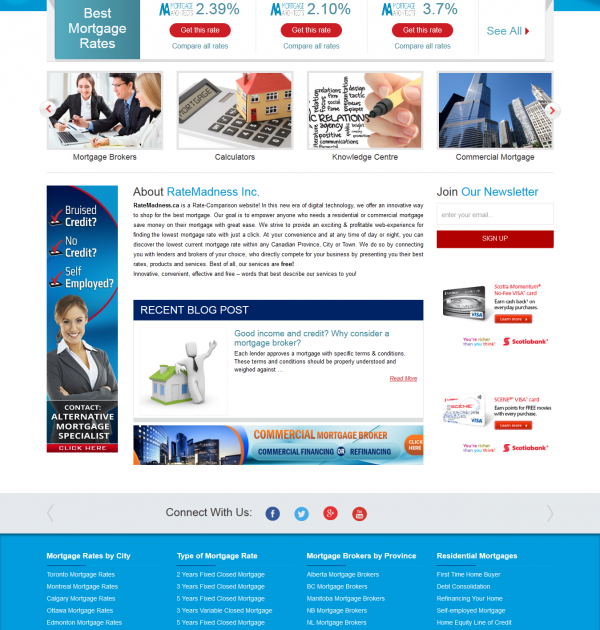 Best
Mortgage
Rates
MORTGAGE
ARCHITECTS
2.39%
Get this rate
Compare all rates
MORTGAGE
ARCHITECTS
2.10%
Get this rate
Compare all rates
MORTGAGE
ARCHITECTS
3.7%
Get this rate
Compare all rates
See All
MORTGAGE
relation
presentation
RELATIONS
agency
process
Mortgage Brokers
Calculators
Knowledge Centre
Commercial Mortgage
Bruised
Credit?
No
Credit?
Self
Employed?
CONTACT:
ALTERNATIVE
MORTGAGE
SPECIALIST
CLICK HERE
About RateMadness Inc.
RateMadness.ca is a Rate-Comparison website! In this new era of digital technology, we offer an innovative way
to shop for the best mortgage. Our goal is to empower anyone who needs a residential or commercial mortgage
save money on their mortgage with great ease. We strive to provide an exciting & profitable web-experience for
finding the lowest mortgage rate with just a click. At your convenience and at any time of day or night, you can
discover the lowest current mortgage rate within any Canadian Province, City or Town. We do so by connecting
you with lenders and brokers of your choice, who directly compete for your business by presenting you their best
rates, products and services. Best of all, our services are free!
Innovative, convenient, effective and free – words that best describe our services to you!
RECENT BLOG POST
Good income and credit? Why consider a
mortgage broker?
Each lender approves a mortgage with specific terms & conditions.
These terms and conditions should be properly understood and
weighed against ...
Read More
COMMERCIAL MORTGAGE BROKER
COMMERCIAL FINANCING OR REFINANCING
CLICK
HERE
Join Our Newsletter
enter your email...
SIGN UP
Scotia Momentum®
No-Fee VISA* card
Earn cash back¹ on
everyday purchases.
Learn more
VISA
You're richer
than you think.
Scotiabank
SCENE®* VISA* card
Earn points for FREE movies
with every purchase.
SCENE
VISA
Learn more
You're richer
than you think.
Scotiabank
Connect With Us:
f
g+
You
Tube
Mortgage Rates by City
Toronto Mortgage Rates
Montreal Mortgage Rates
Calgary Mortgage Rates
Ottawa Mortgage Rates
Edmonton Mortgage Rates
Type of Mortgage Rate
2 Years Fixed Closed Mortgage
3 Years Fixed Closed Mortgage
5 Years Fixed Closed Mortgage
3 Years Variable Closed Mortgage
5 Years Fixed Closed Mortgage
Mortgage Brokers by Province
Alberta Mortgage Brokers
BC Mortgage Brokers
Manitoba Mortgage Brokers
NB Mortgage Brokers
NL Mortgage Brokers
Residential Mortgages
First Time Home Buyer
Debt Consolidation
Refinancing Your Home
Self-employed Mortgage
Home Equity Line of Credit